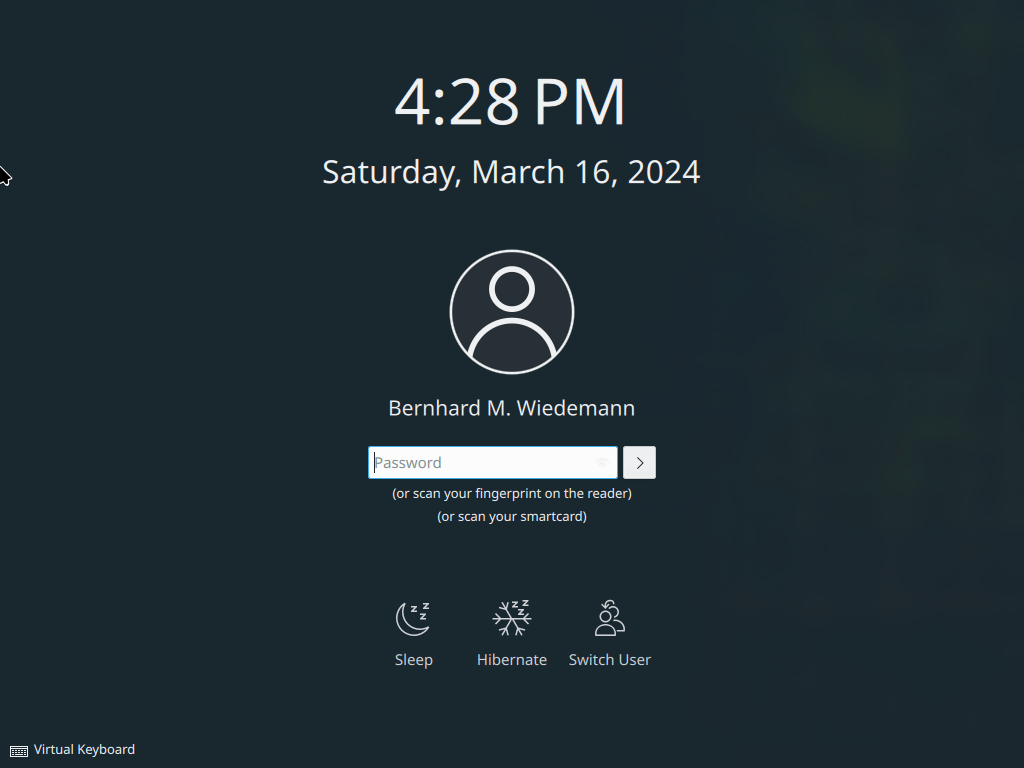 4:28 PM
Saturday, March 16, 2024
Bernhard M. Wiedemann
Password
(or scan your fingerprint on the reader)
(or scan your smartcard)
Sleep
Hibernate
Switch User
Virtual Keyboard